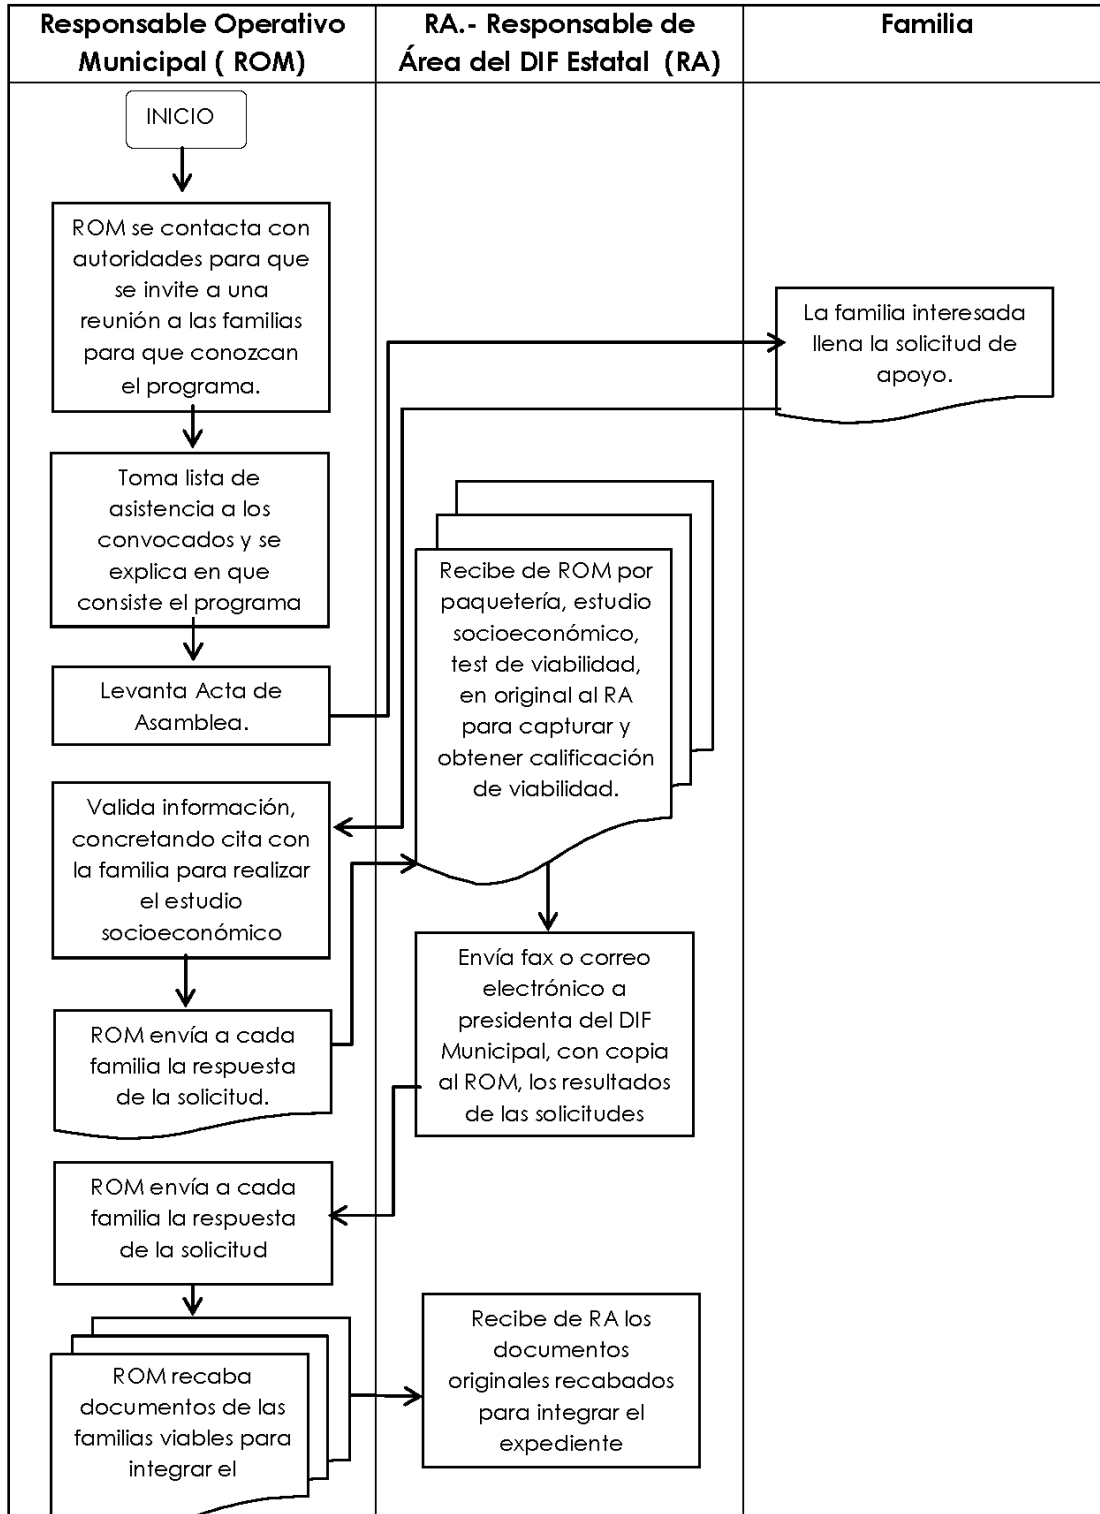 Responsable Operativo
Municipal ( ROM)
RA.- Responsable de
Área del DIF Estatal (RA)
Familia
INICIO
ROM se contacta con
autoridades para que
se invite a una
reunión a las familias
para que conozcan
el programa.
Toma lista de
asistencia a los
convocados y se
explica en que
consiste el programa
Levanta Acta de
Asamblea.
La familia interesada
llena la solicitud de
apoyo.
Valida información,
concretando cita con
la familia para realizar
el estudio
socioeconómico
ROM envía a cada
familia la respuesta
de la solicitud.
Recibe de ROM por
paquetería, estudio
socioeconómico,
test de viabilidad,
en original al RA
para capturar y
obtener calificación
de viabilidad.
Envía fax o correo
electrónico a
presidenta del DIF
Municipal, con copia
al ROM, los resultados
de las solicitudes
ROM envía a cada
familia la respuesta
de la solicitud
ROM recaba
documentos de las
familias viables para
integrar el
Recibe de RA los
documentos
originales recabados
para integrar el
expediente